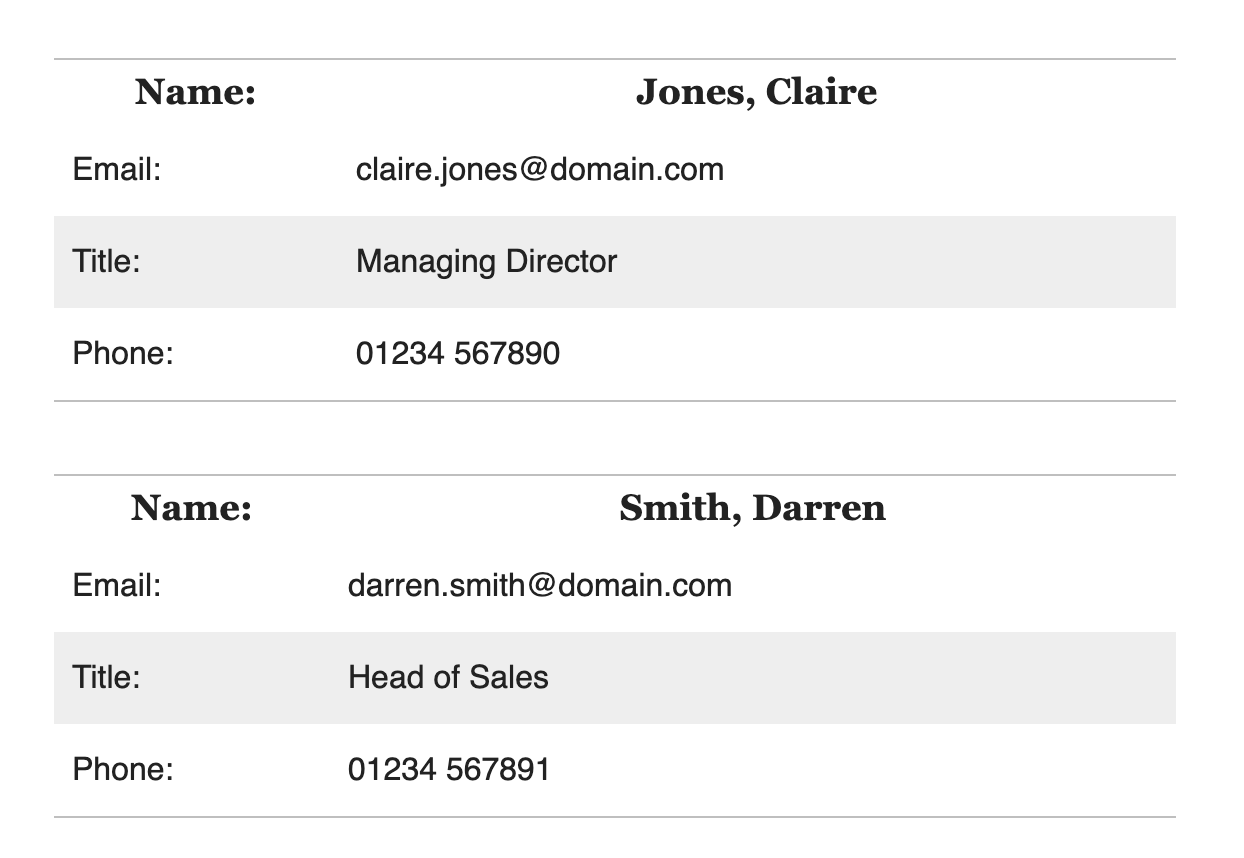 Name: Jones, Claire
Email: claire.jones@domain.com
Title: Managing Director
Phone: 01234 567890
Name: Smith, Darren
Email: darren.smith@domain.com
Title: Head of Sales
Phone: 01234 567891